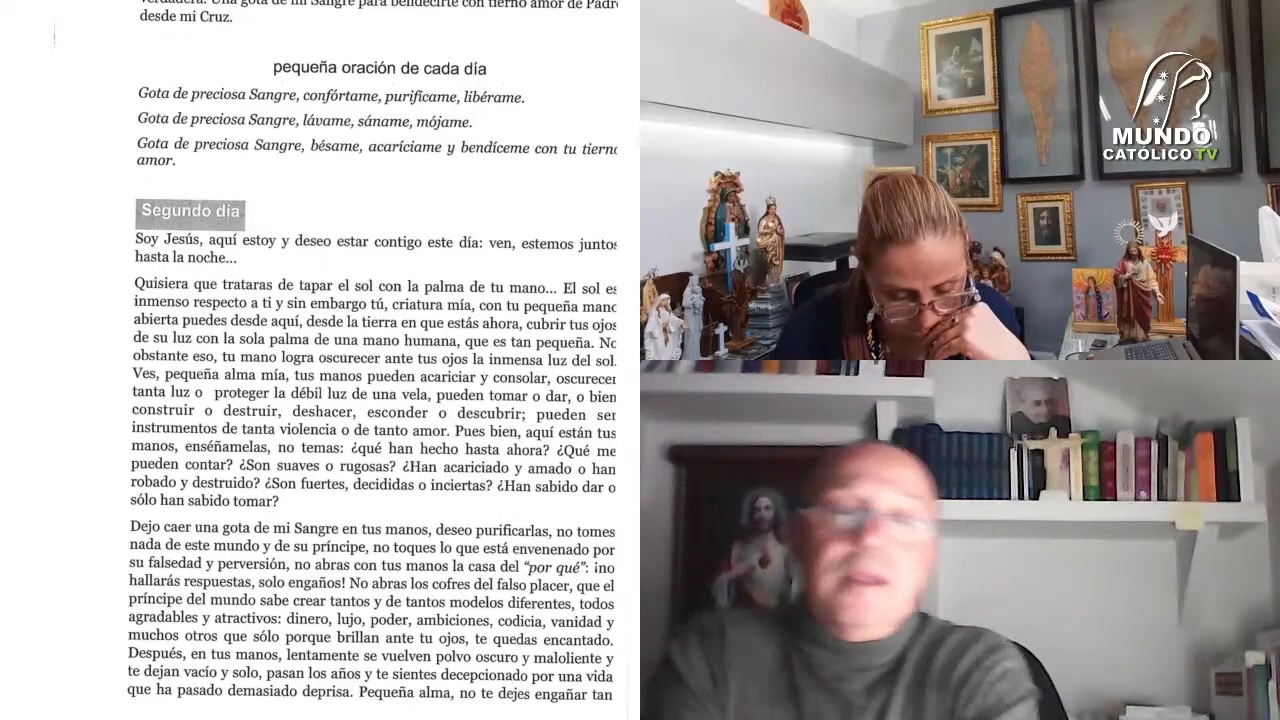 verdadera. Una gota de mi Sangre para bendecirte con tierno amor de Padre
desde mi Cruz.
pequeña oración de cada día
Gota de preciosa Sangre, confórtame, purifícame, libérame.
Gota de preciosa Sangre, lávame, sáname, mójame.
Gota de preciosa Sangre, bésame, acaríciame y bendíceme con tu tierno
amor.
Segundo día
Soy Jesús, aquí estoy y deseo estar contigo este día: ven, estemos juntos
hasta la noche...
Quisiera que trataras de tapar el sol con la palma de tu mano... El sol es
inmenso respecto a ti y sin embargo tú, criatura mía, con tu pequeña mano
abierta puedes desde aquí, desde la tierra en que estás ahora, cubrir tus ojos
de su luz con la sola palma de una mano humana, que es tan pequeña. No
obstante eso, tu mano logra oscurecer ante tus ojos la inmensa luz del sol.
Ves, pequeña alma mía, tus manos pueden acariciar y consolar, oscurecer
tanta luz o proteger la débil luz de una vela, pueden tomar o dar, o bien
construir o destruir, deshacer, esconder o descubrir; pueden ser
instrumentos de tanta violencia o de tanto amor. Pues bien, aquí están tus
manos, enséñamelas, no temas: ¿qué han hecho hasta ahora? ¿Qué me
pueden contar? ¿Son suaves o rugosas? ¿Han acariciado y amado o han
robado y destruido? ¿Son fuertes, decididas o inciertas? ¿Han sabido dar o
sólo han sabido tomar?
Dejo caer una gota de mi Sangre en tus manos, deseo purificarlas, no tomes
nada de este mundo y de su príncipe, no toques lo que está envenenado por
su falsedad y perversión, no abras con tus manos la casa del “por qué”: ¡no
hallarás respuestas, solo engaños! No abras los cofres del falso placer, que el
príncipe del mundo sabe crear tantos y de tantos modelos diferentes, todos
agradables y atractivos: dinero, lujo, poder, ambiciones, codicia, vanidad y
muchos otros que sólo porque brillan ante tu ojos, te quedas encantado.
Después, en tus manos, lentamente se vuelven polvo oscuro y maloliente y
te dejan vacío y solo, pasan los años y te sientes decepcionado por una vida
que ha pasado demasiado deprisa. Pequeña alma, no te dejes engañar tan
MUNDO
CATÓLICO TV